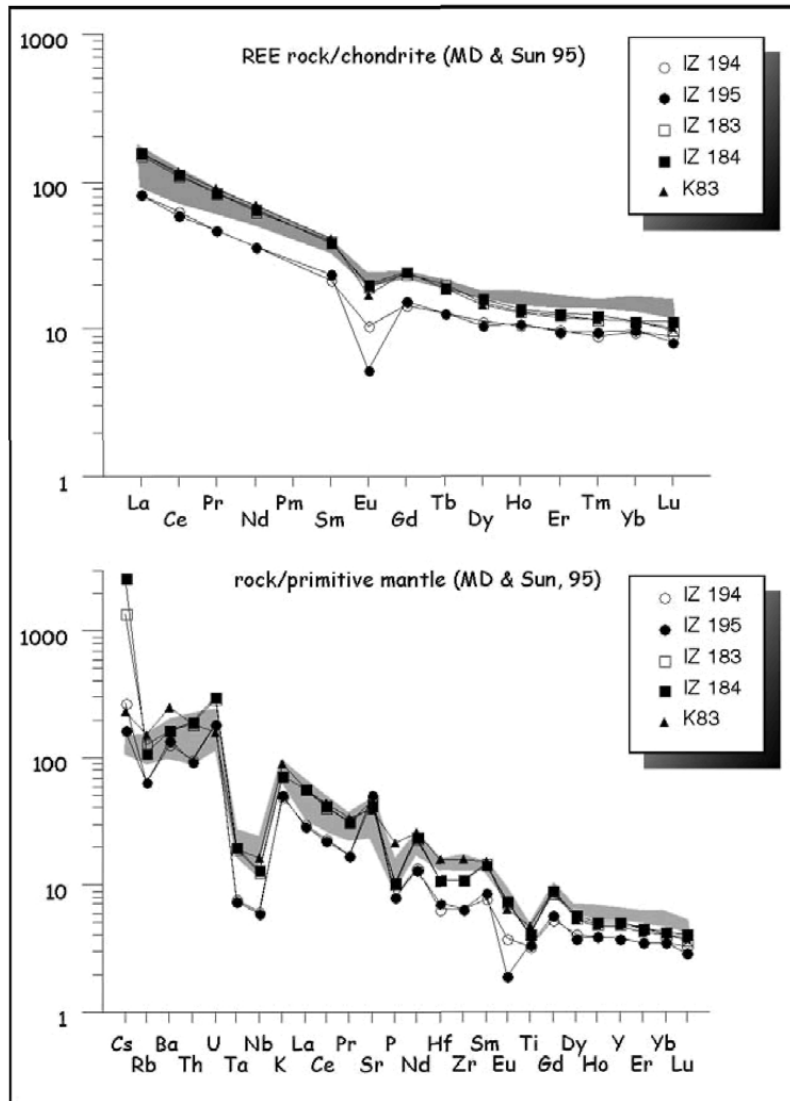 REE rock/chondrite (MD & Sun 95)
1000
100
10
1
IZ 194
IZ 195
IZ 183
IZ 184
K83
La Ce Pr Nd Pm Sm Eu Gd Tb Dy Ho Er Tm Yb Lu
rock/primitive mantle (MD & Sun, 95)
1000
100
10
1
IZ 194
IZ 195
IZ 183
IZ 184
K83
Cs Rb Ba Th U Ta Nb K La Ce Pr Sr P Nd Hf Zr Sm Eu Ti Gd Dy Ho Y Er Yb Lu